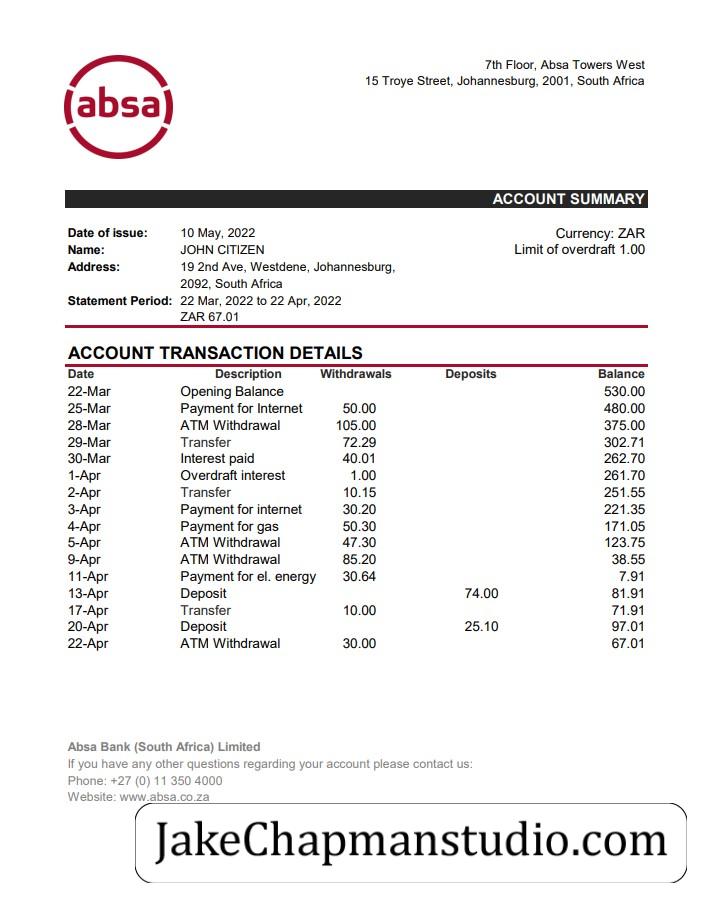 absa
7th Floor, Absa Towers West
15 Troye Street, Johannesburg, 2001, South Africa
ACCOUNT SUMMARY
Date of issue: 10 May, 2022 Currency: ZAR
Name: JOHN CITIZEN Limit of overdraft 1.00
Address: 19 2nd Ave, Westdene, Johannesburg,
2092, South Africa
Statement Period: 22 Mar, 2022 to 22 Apr, 2022
ZAR 67.01
ACCOUNT TRANSACTION DETAILS
Date Description Withdrawals Deposits Balance
22-Mar Opening Balance 530.00
25-Mar Payment for Internet 50.00 480.00
28-Mar ATM Withdrawal 105.00 375.00
29-Mar Transfer 72.29 302.71
30-Mar Interest paid 40.01 262.70
1-Apr Overdraft interest 1.00 261.70
2-Apr Transfer 10.15 251.55
3-Apr Payment for internet 30.20 221.35
4-Apr Payment for gas 50.30 171.05
5-Apr ATM Withdrawal 47.30 123.75
9-Apr ATM Withdrawal 85.20 38.55
11-Apr Payment for el. energy 30.64 7.91
13-Apr Deposit 74.00 81.91
17-Apr Transfer 10.00 71.91
20-Apr Deposit 25.10 97.01
22-Apr ATM Withdrawal 30.00 67.01
Absa Bank (South Africa) Limited
If you have any other questions regarding your account please contact us:
Phone: +27 (0) 11 350 4000
Website: www.absa.co.za
JakeChapmanstudio.com